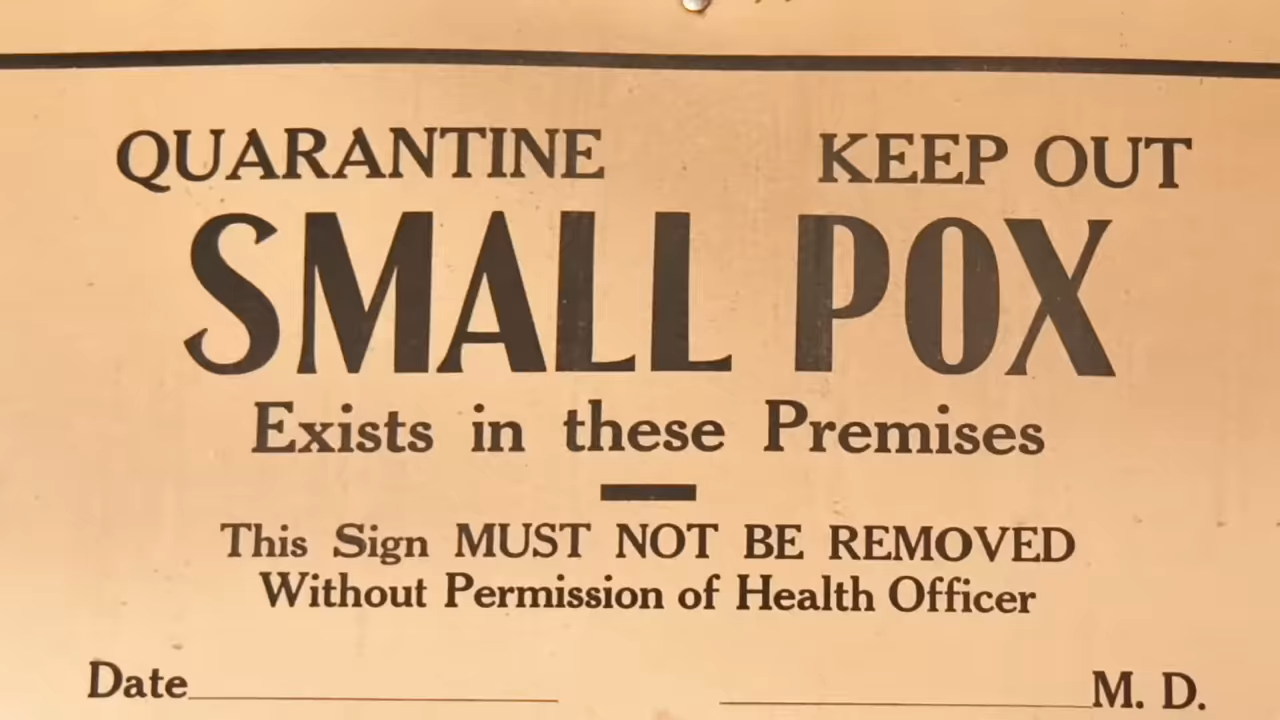 QUARANTINE KEEP OUT
SMALL POX
Exists in these Premises
This Sign MUST NOT BE REMOVED
Without Permission of Health Officer
Date M. D.